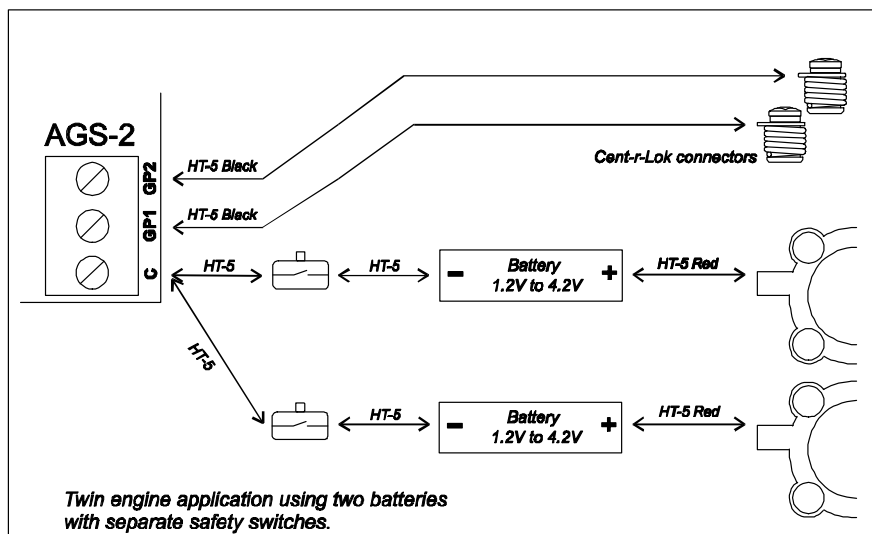 AGS-2
GP2
GP1
C
HT-5 Black
HT-5 Black
Cent-r-Lok connectors
HT-5
HT-5
- Battery +
1.2V to 4.2V
HT-5 Red
HT-5
HT-5
- Battery +
1.2V to 4.2V
HT-5 Red
Twin engine application using two batteries
with separate safety switches.